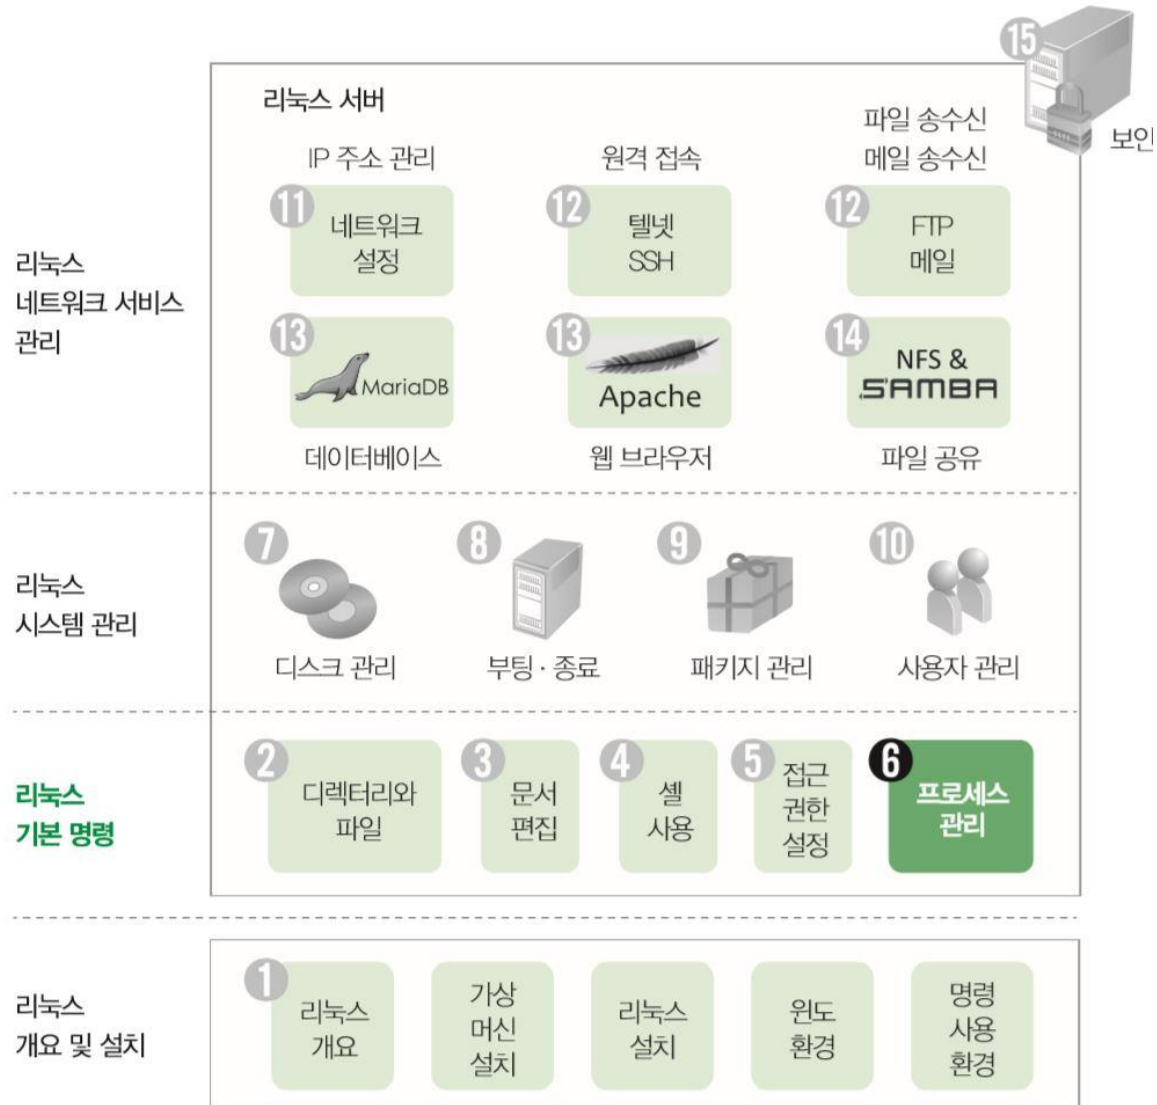 15
보안
리눅스 서버
IP 주소 관리
원격 접속
파일 송수신
메일 송수신
리눅스
네트워크 서비스
관리
11
네트워크
설정
12
텔넷
SSH
12
FTP
메일
13
MariaDB
13
Apache
14
NFS &
SAMBA
데이터베이스
웹 브라우저
파일 공유
리눅스
시스템 관리
7
디스크 관리
8
부팅·종료
9
패키지 관리
10
사용자 관리
리눅스
기본 명령
2
디렉터리와
파일
3
문서
편집
4
셸
사용
5
접근
권한
설정
6
프로세스
관리
리눅스
개요 및 설치
1
리눅스
개요
가상
머신
설치
리눅스
설치
윈도
환경
명령
사용
환경